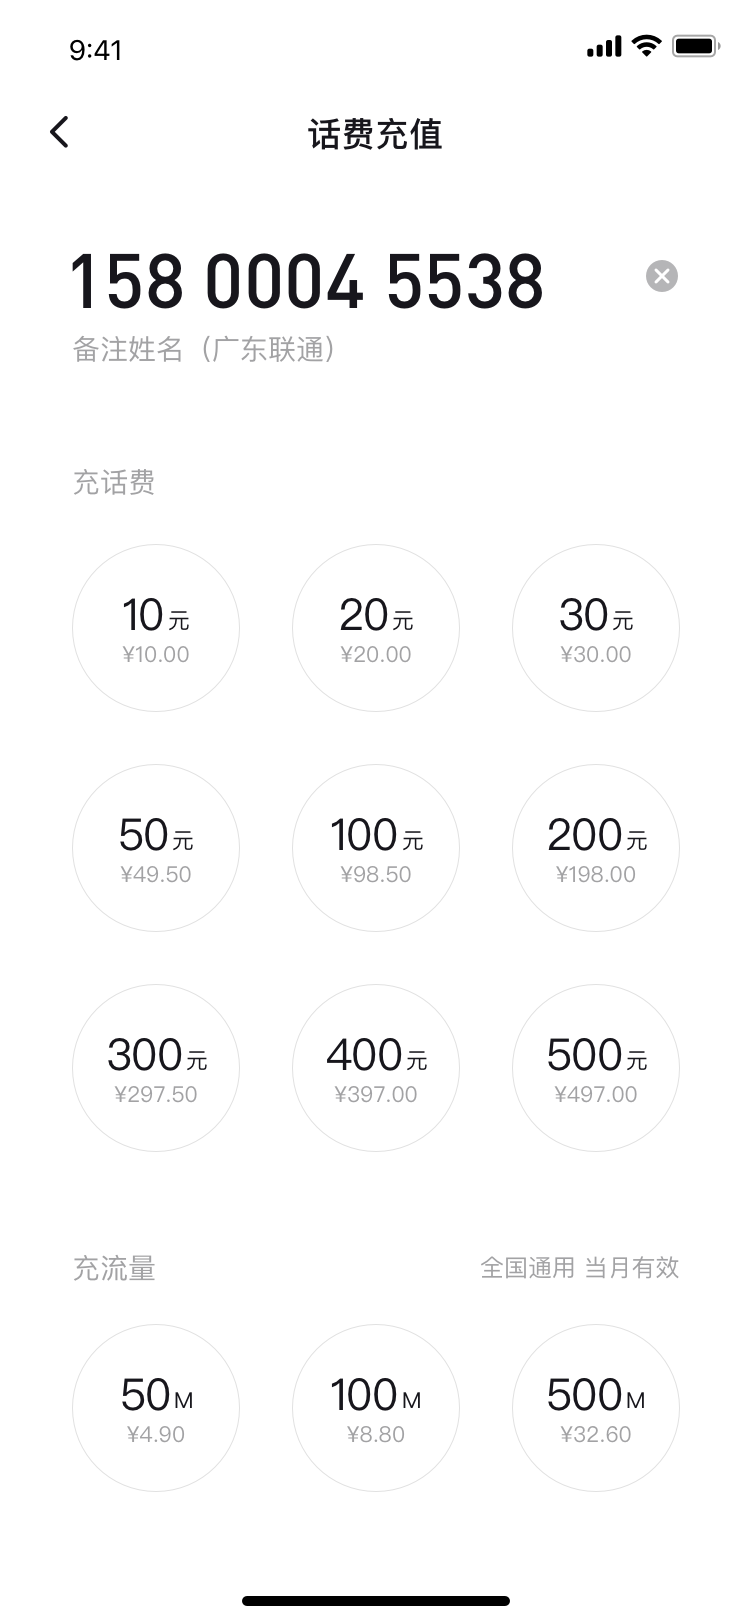 9:41
话费充值
158 0004 5538
备注姓名（广东联通）
充话费
10元 20元 30元
¥10.00 ¥20.00 ¥30.00
50元 100元 200元
¥49.50 ¥98.50 ¥198.00
300元 400元 500元
¥297.50 ¥397.00 ¥497.00
充流量 全国通用 当月有效
50M 100M 500M
¥4.90 ¥8.80 ¥32.60